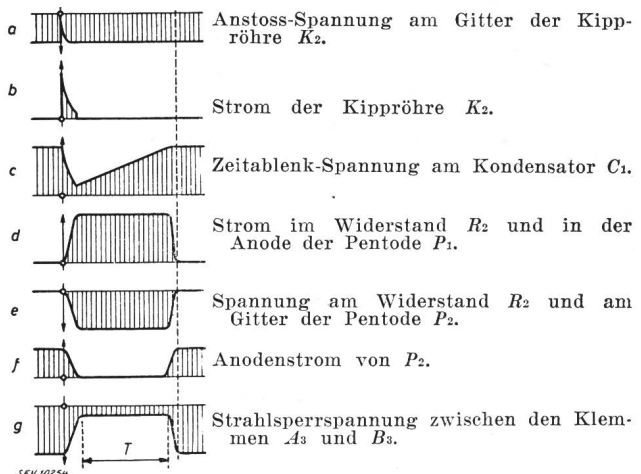 a
Anstoss-Spannung am Gitter der Kipp-
röhre K2.
b
Strom der Kippröhre K2.
c
Zeitablenk-Spannung am Kondensator C1.
d
Strom im Widerstand R2 und in der
Anode der Pentode P1.
e
Spannung am Widerstand R2 und am
Gitter der Pentode P2.
f
Anodenstrom von P2.
g
Strahlsperrspannung zwischen den Klem-
men A3 und B3.
T
SEV 10254